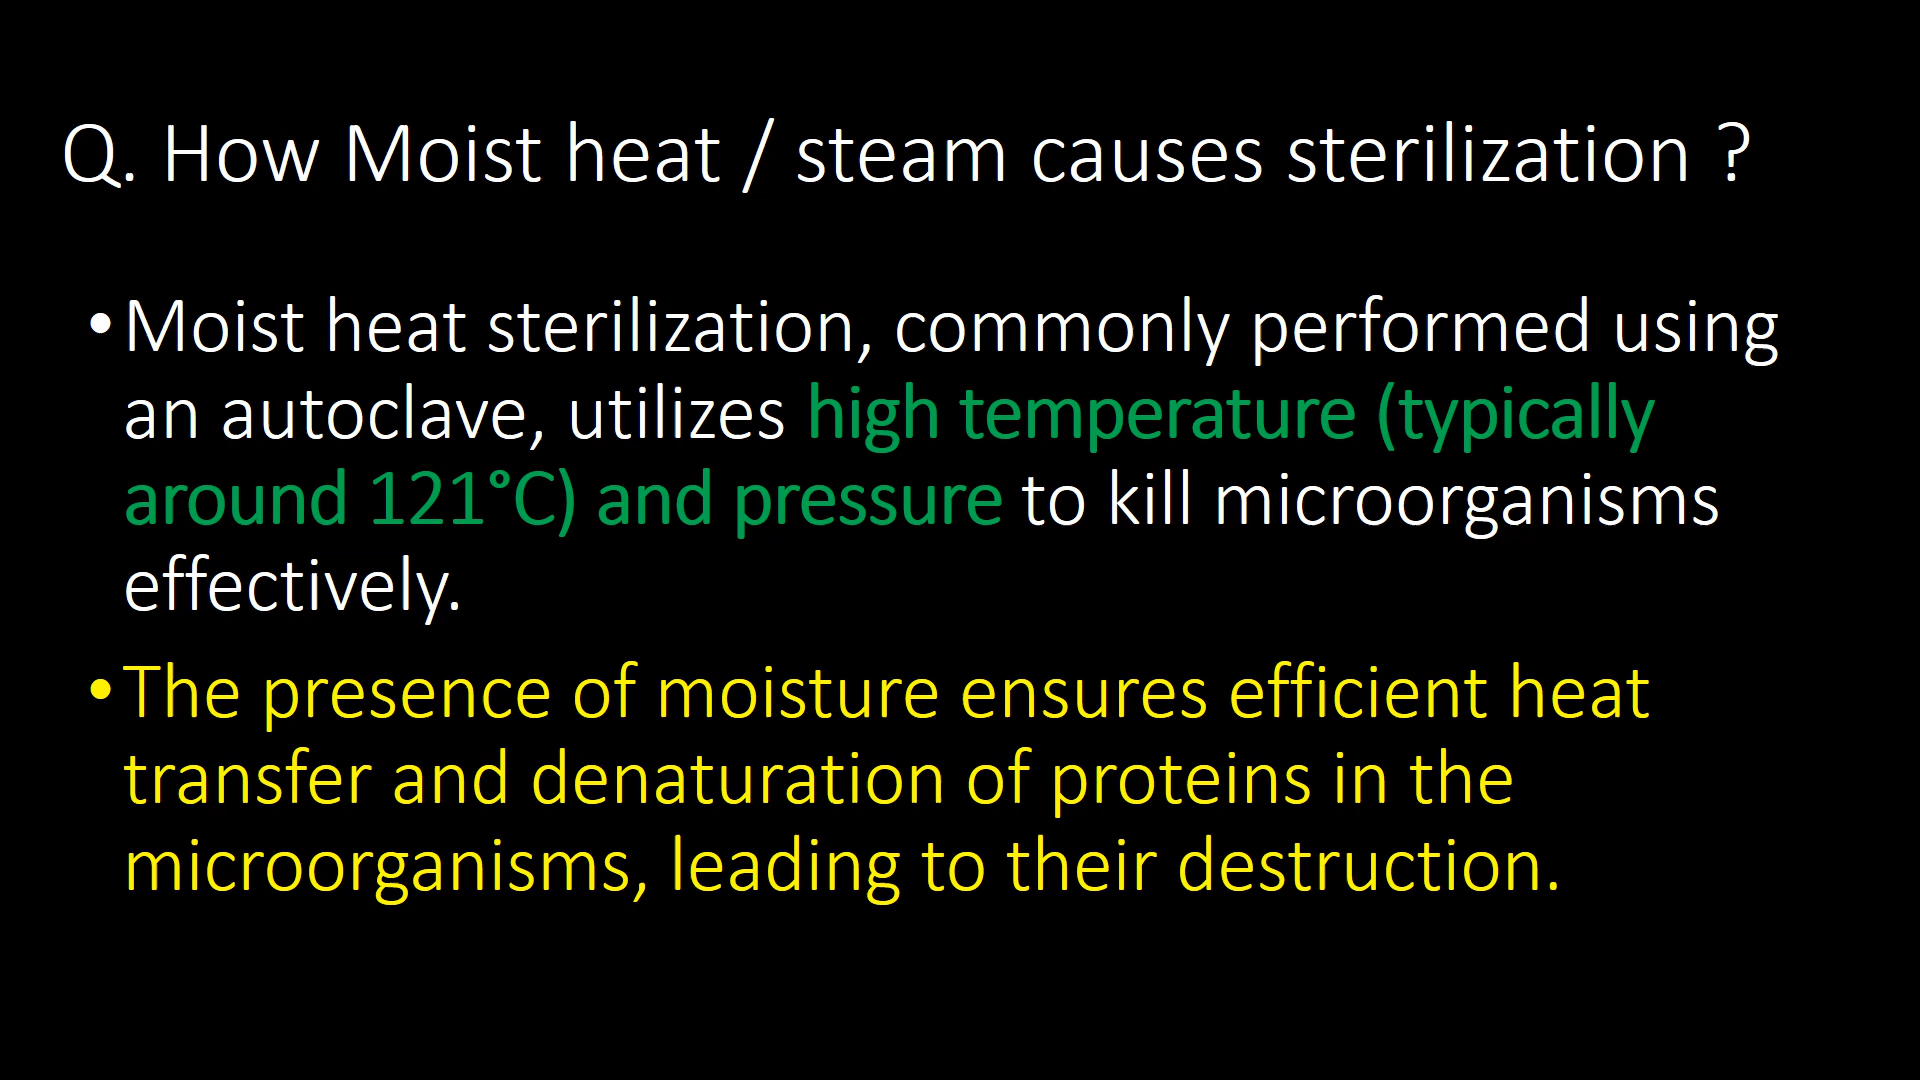 Q. How Moist heat / steam causes sterilization ?
•Moist heat sterilization, commonly performed using
an autoclave, utilizes high temperature (typically
around 121°C) and pressure to kill microorganisms
effectively.
•The presence of moisture ensures efficient heat
transfer and denaturation of proteins in the
microorganisms, leading to their destruction.